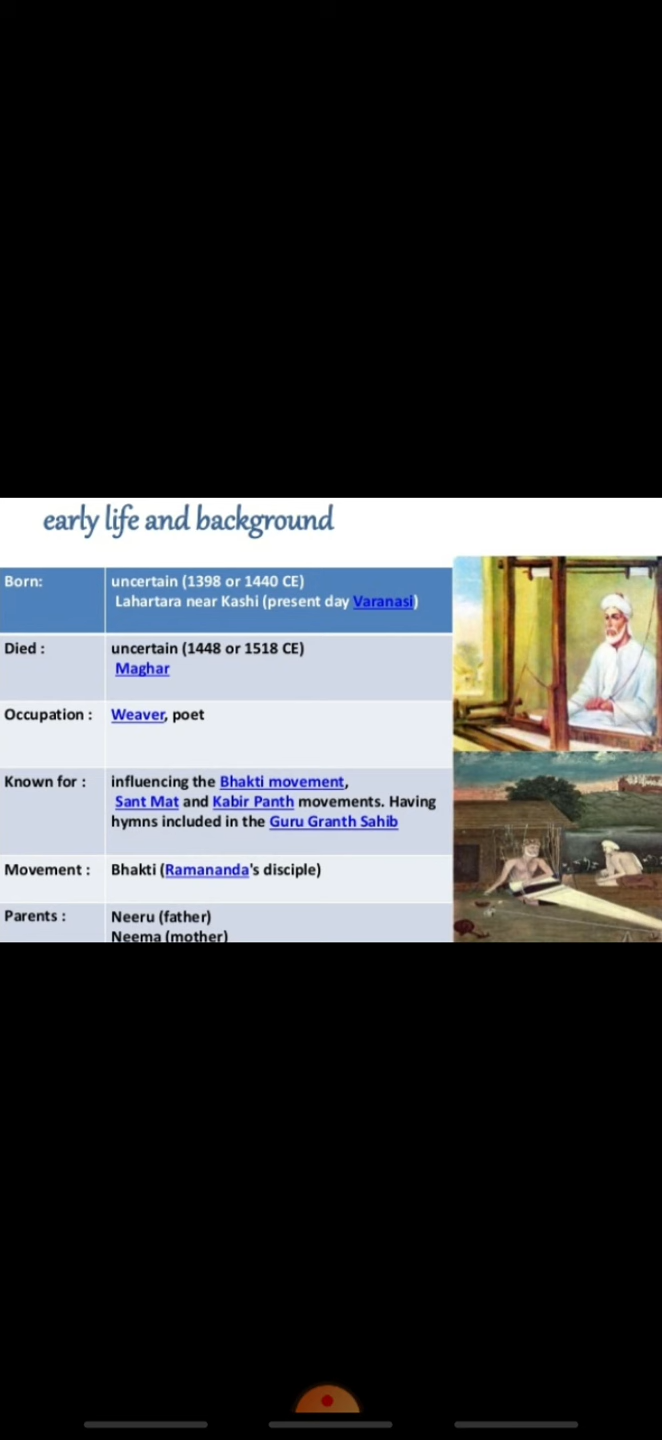 early life and background
Born:
uncertain (1398 or 1440 CE)
Lahartara near Kashi (present day Varanasi)
Died :
uncertain (1448 or 1518 CE)
Maghar
Occupation :
Weaver, poet
Known for :
influencing the Bhakti movement,
Sant Mat and Kabir Panth movements. Having
hymns included in the Guru Granth Sahib
Movement :
Bhakti (Ramananda's disciple)
Parents :
Neeru (father)
Neema (mother)